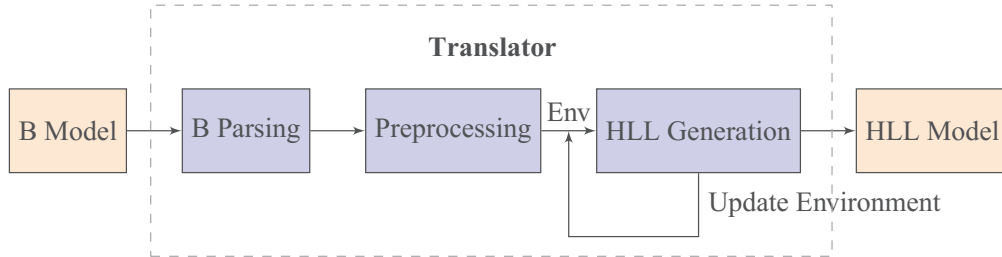 Translator
Env
B Model
B Parsing
Preprocessing
HLL Generation
HLL Model
Update Environment